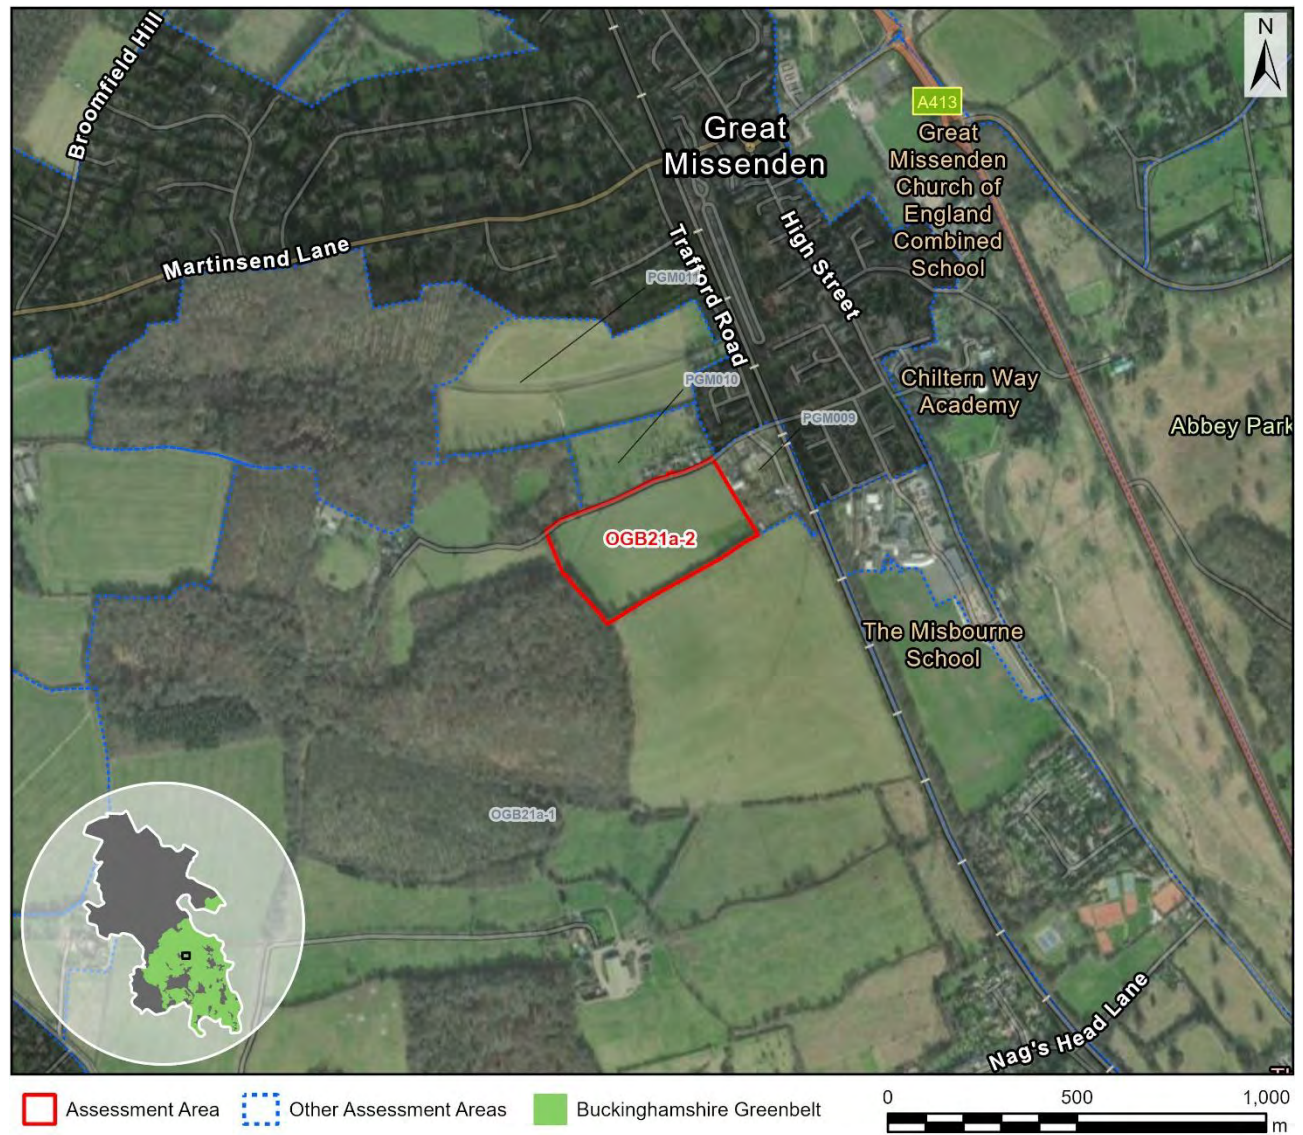 N
Broomfield Hill
A413
Great
Missenden
Great
Missenden
Church of
England
Combined
School
Martinsend Lane
Trafford Road
High Street
PGM011
PGM010
PGM009
Chiltern Way
Academy
Abbey Park
OGB21a-2
The Misbourne
School
OGB21a-1
Nag's Head Lane
Assessment Area
Other Assessment Areas
Buckinghamshire Greenbelt
0 500 1,000
m